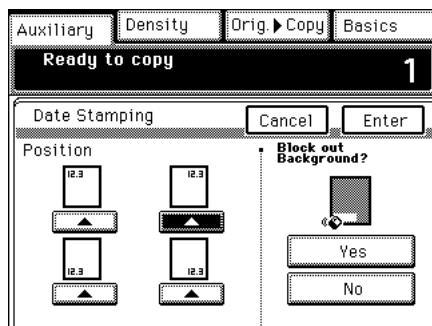 Auxiliary Density Orig.▶Copy Basics
Ready to copy 1
Date Stamping Cancel Enter
Position
Block out
Background?
12.3 12.3
12.3 12.3
Yes
No